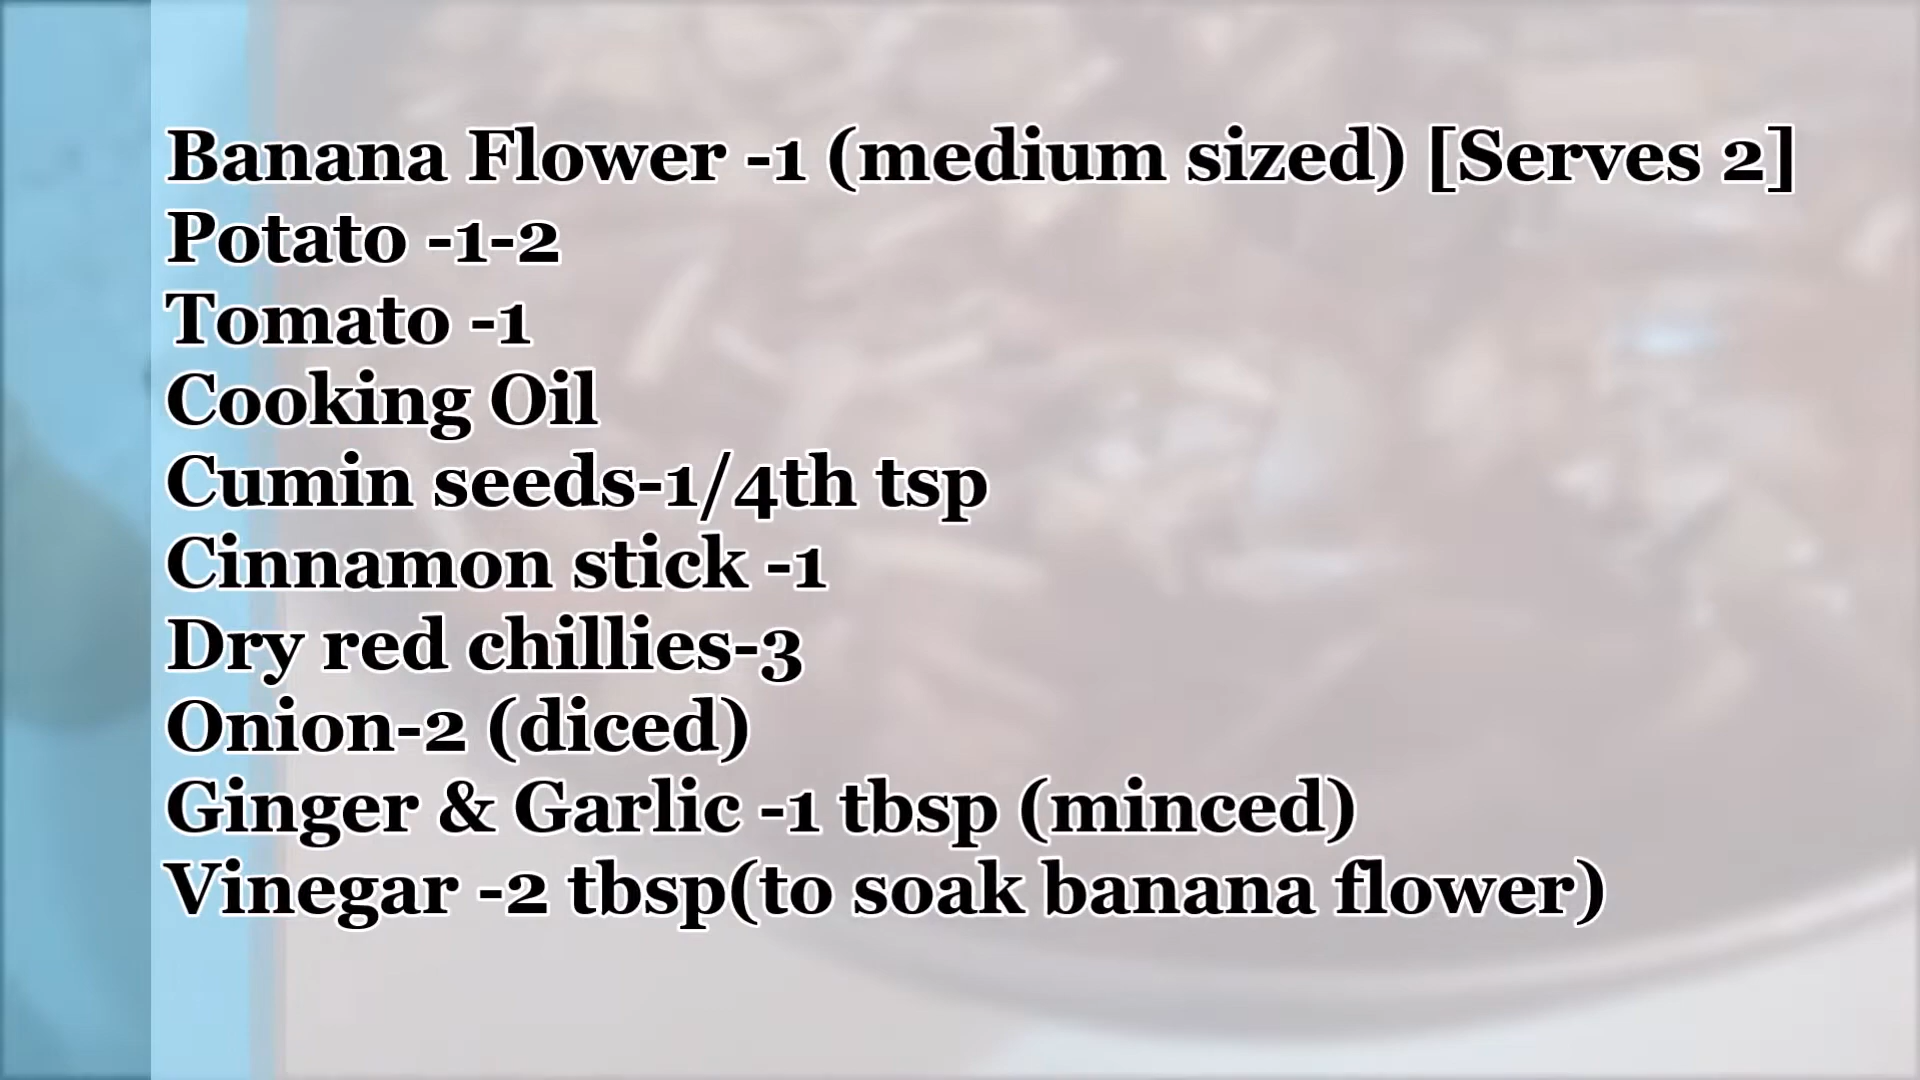 Banana Flower -1 (medium sized) [Serves 2]
Potato -1-2
Tomato -1
Cooking Oil
Cumin seeds-1/4th tsp
Cinnamon stick -1
Dry red chillies-3
Onion-2 (diced)
Ginger & Garlic -1 tbsp (minced)
Vinegar -2 tbsp(to soak banana flower)